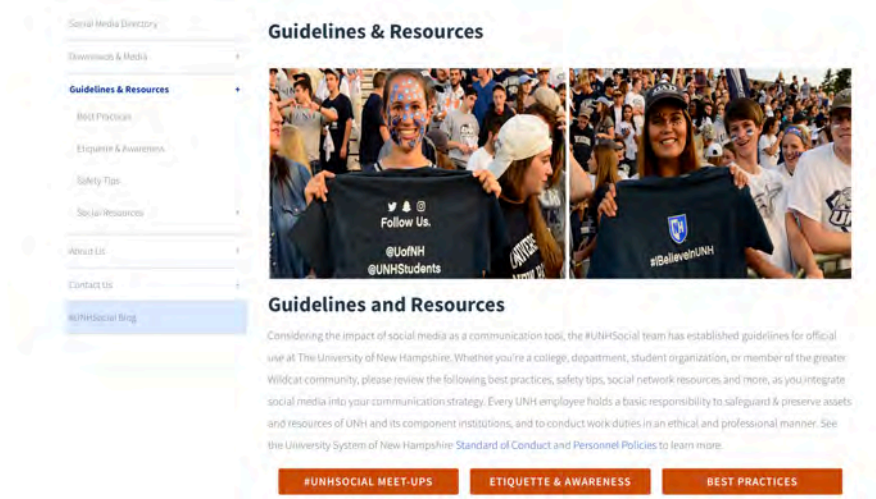 Social Media Directory
Downloads & Media +
Guidelines & Resources +
Best Practices
Etiquette & Awareness
Safety Tips
Social Resources +
About Us +
Contact Us +
#UNHSocial Blog
Guidelines & Resources
Follow Us.
@UofNH
@UNHStudents
#IBelieveinUNH
Guidelines and Resources
Considering the impact of social media as a communication tool, the #UNHSocial team has established guidelines for official
use at The University of New Hampshire. Whether you're a college, department, student organization, or member of the greater
Wildcat community, please review the following best practices, safety tips, social network resources and more, as you integrate
social media into your communication strategy. Every UNH employee holds a basic responsibility to safeguard & preserve assets
and resources of UNH and its component institutions, and to conduct work duties in an ethical and professional manner. See
the University System of New Hampshire Standard of Conduct and Personnel Policies to learn more.
#UNHSOCIAL MEET-UPS ETIQUETTE & AWARENESS BEST PRACTICES